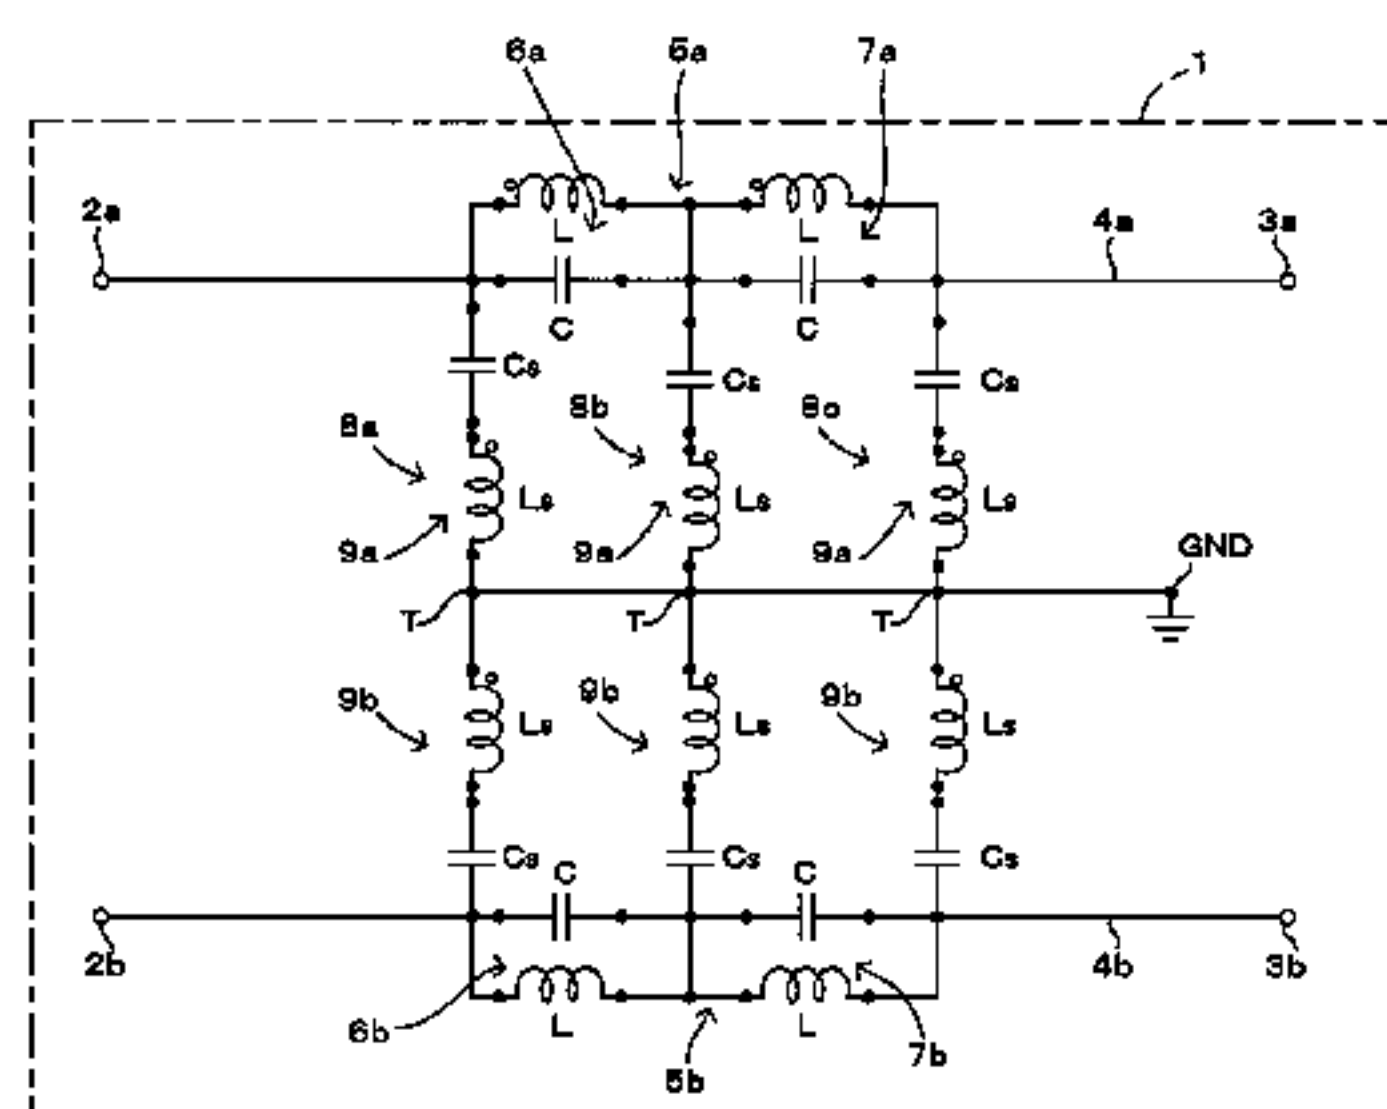 6a 5a 7a 1
2a L L 4a 3a
C C
Cs Cs Cs
8a 8b 8c
Ls Ls Ls
9a 9a 9a GND
T T T
9b 9b 9b
Ls Ls Ls
Cs C Cs C Cs
2b 4b 3b
6b L L 7b
5b